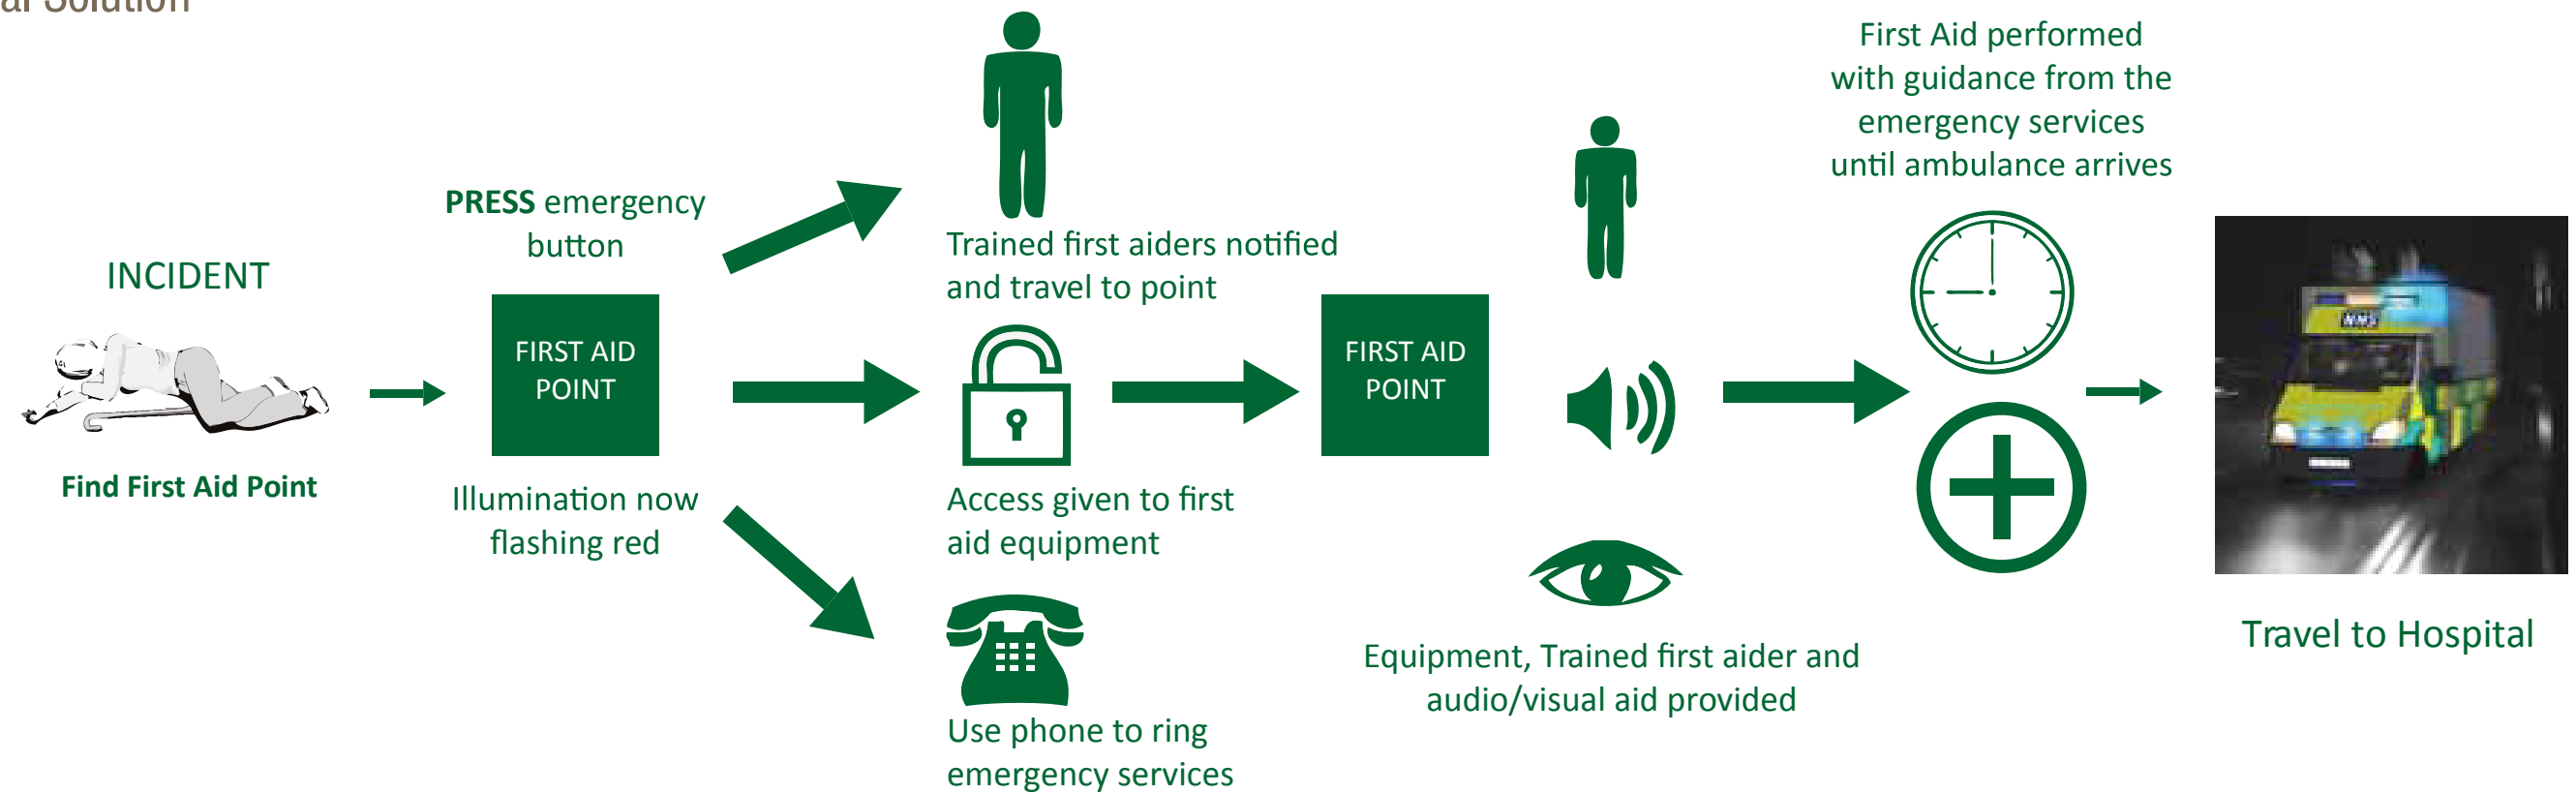 al Solution
INCIDENT
Find First Aid Point
PRESS emergency
button
FIRST AID
POINT
Illumination now
flashing red
Trained first aiders notified
and travel to point
Access given to first
aid equipment
Use phone to ring
emergency services
FIRST AID
POINT
Equipment, Trained first aider and
audio/visual aid provided
First Aid performed
with guidance from the
emergency services
until ambulance arrives
NHS
Travel to Hospital